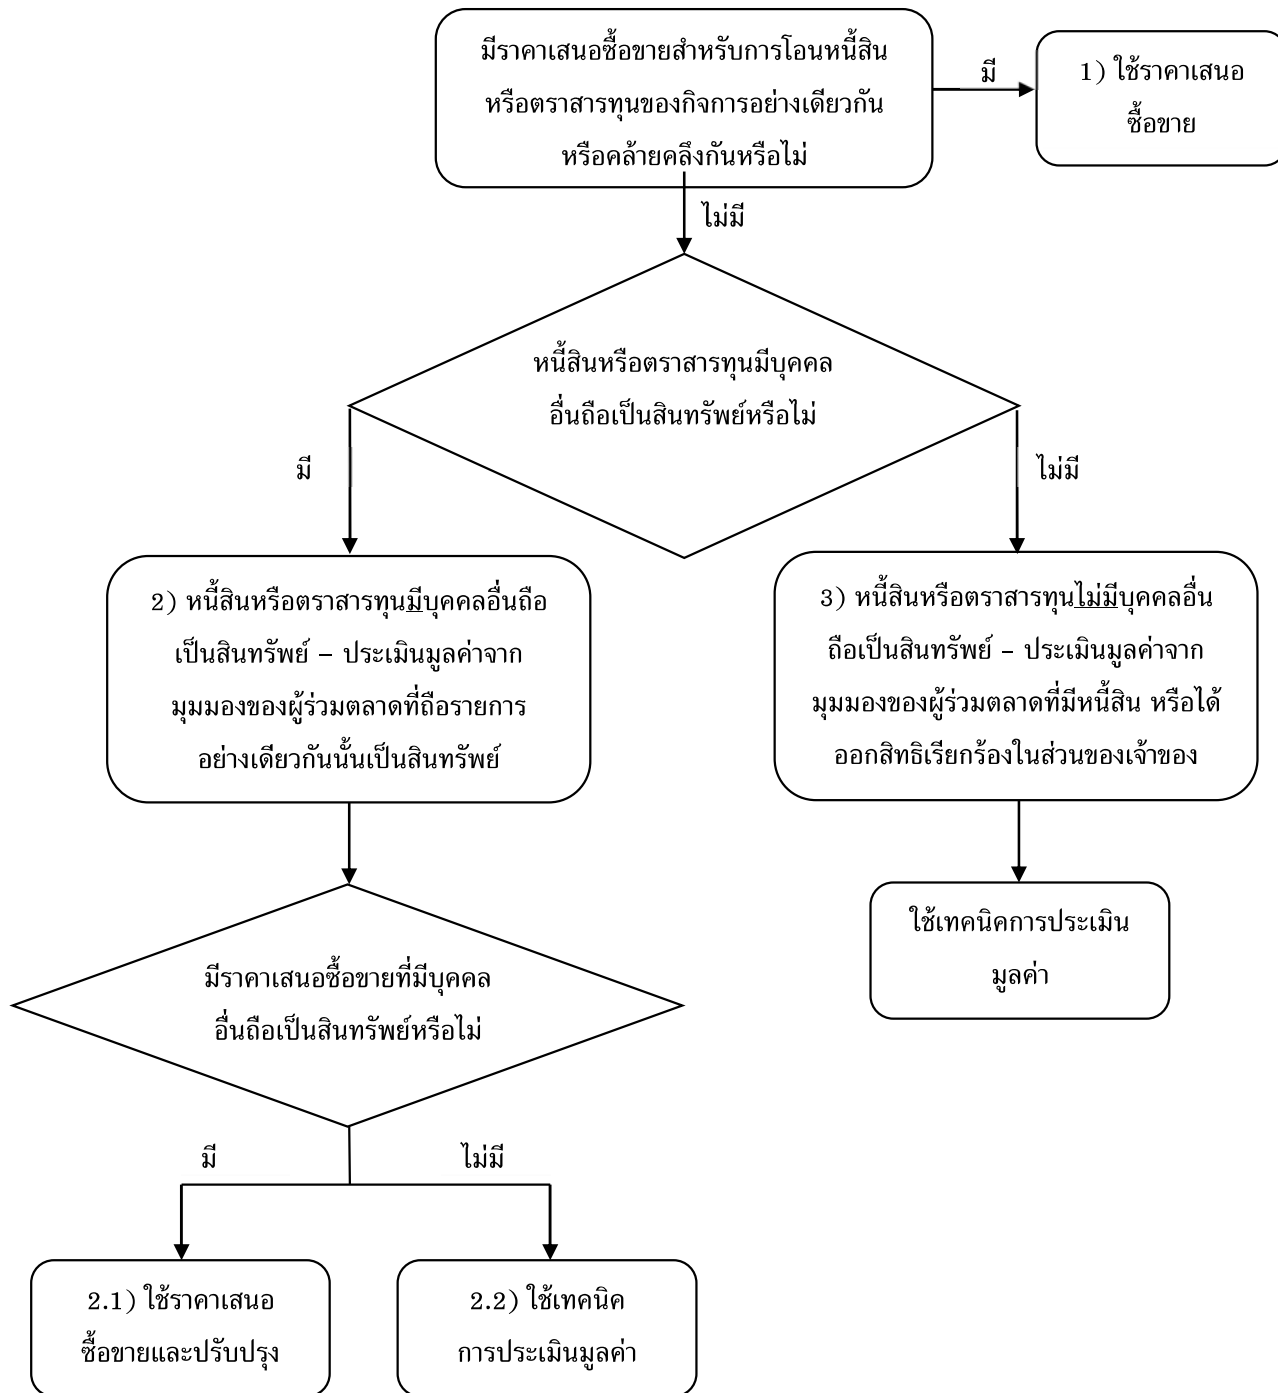 มีราคาเสนอซื้อขายสำหรับการโอนหนี้สิน
หรือตราสารทุนของกิจการอย่างเดียวกัน
หรือคล้ายคลึงกันหรือไม่
มี
1) ใช้ราคาเสนอ
ซื้อขาย
ไม่มี
หนี้สินหรือตราสารทุนมีบุคคล
อื่นถือเป็นสินทรัพย์หรือไม่
มี
ไม่มี
2) หนี้สินหรือตราสารทุนมีบุคคลอื่นถือ
เป็นสินทรัพย์ – ประเมินมูลค่าจาก
มุมมองของผู้ร่วมตลาดที่ถือรายการ
อย่างเดียวกันนั้นเป็นสินทรัพย์
3) หนี้สินหรือตราสารทุนไม่มีบุคคลอื่น
ถือเป็นสินทรัพย์ – ประเมินมูลค่าจาก
มุมมองของผู้ร่วมตลาดที่มีหนี้สิน หรือได้
ออกสิทธิเรียกร้องในส่วนของเจ้าของ
ใช้เทคนิคการประเมิน
มูลค่า
มีราคาเสนอซื้อขายที่มีบุคคล
อื่นถือเป็นสินทรัพย์หรือไม่
มี
ไม่มี
2.1) ใช้ราคาเสนอ
ซื้อขายและปรับปรุง
2.2) ใช้เทคนิค
การประเมินมูลค่า